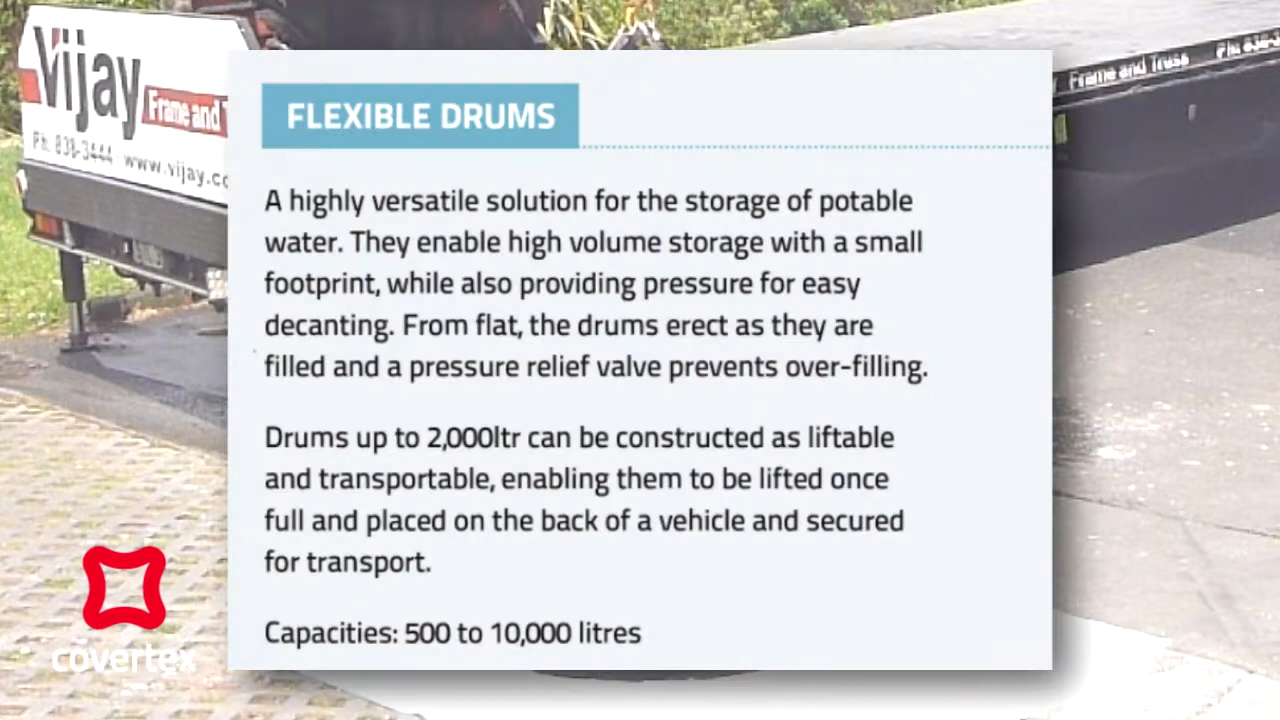 Vijay
Frame and
Ph: 838-3444 www.vijay.co
Frame and Truss
FLEXIBLE DRUMS
A highly versatile solution for the storage of potable
water. They enable high volume storage with a small
footprint, while also providing pressure for easy
decanting. From flat, the drums erect as they are
filled and a pressure relief valve prevents over-filling.
Drums up to 2,000ltr can be constructed as liftable
and transportable, enabling them to be lifted once
full and placed on the back of a vehicle and secured
for transport.
Capacities: 500 to 10,000 litres
covertex